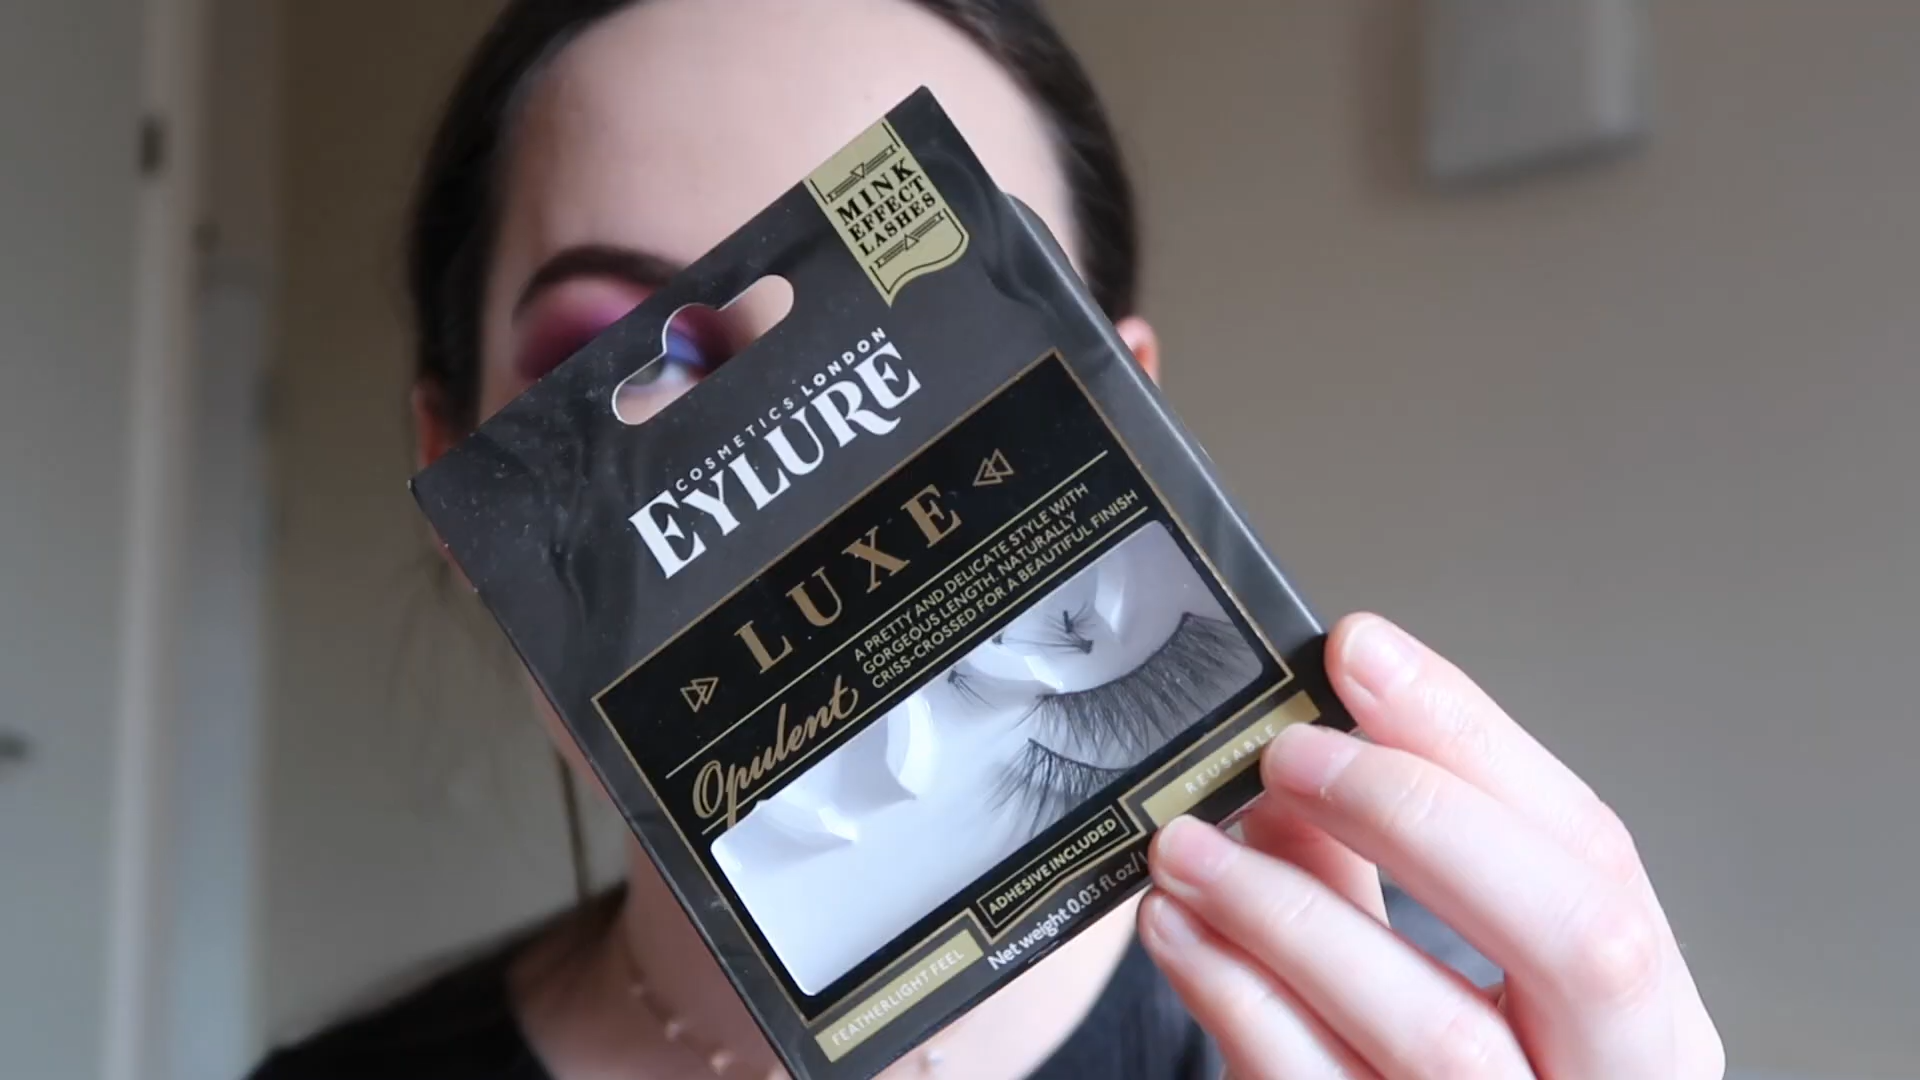 MINK
EFFECT
LASHES
COSMETICS LONDON
EYLURE
LUXE
Opulent
A PRETTY AND DELICATE STYLE WITH
GORGEOUS LENGTH. NATURALLY
CRISS-CROSSED FOR A BEAUTIFUL FINISH
REUSABLE
ADHESIVE INCLUDED
Net weight 0.03 fl oz/
FEATHERLIGHT FEEL